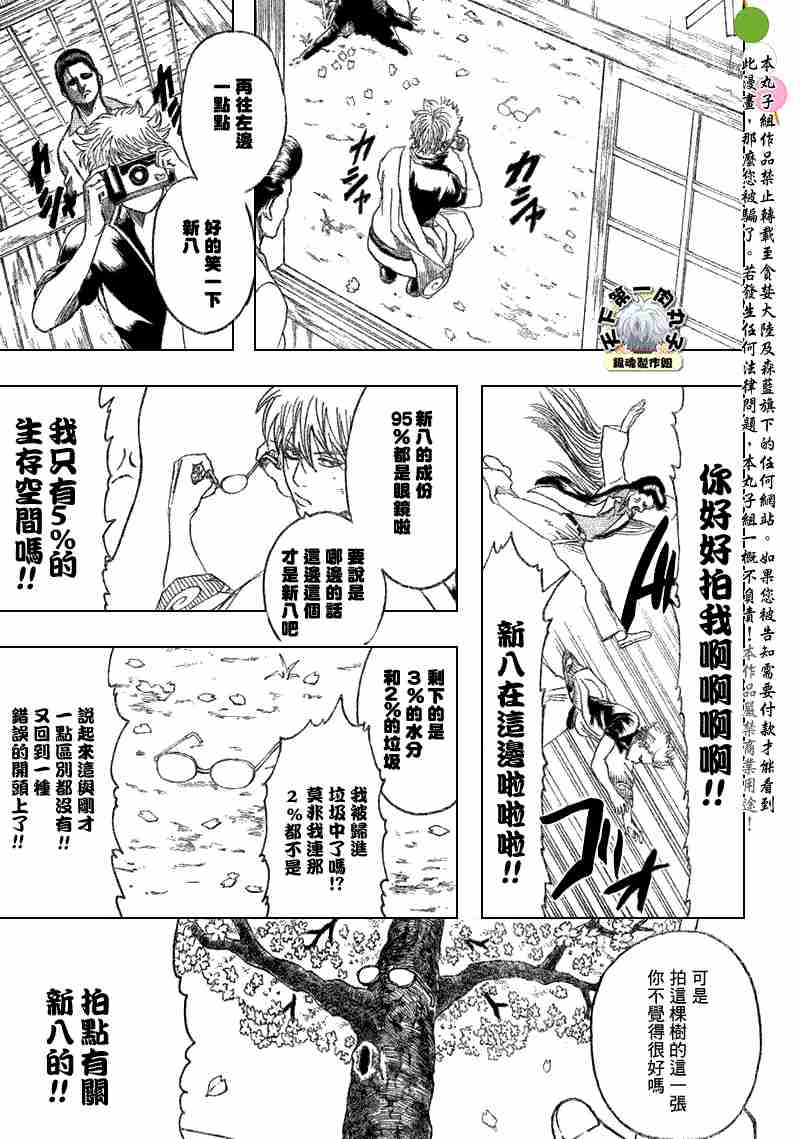 カシャ
カシャ
再往左邊
一點點
好的笑一下
新八
你好好拍我啊啊啊啊!!
新八在這邊啦啦啦啦!!
新八的成份
95%都是眼鏡啦
要說是
哪邊的話
這邊這個
才是新八吧
我只有5%的
生存空間嗎!!
剩下的是
3%的水分
和2%的垃圾
我被歸進
垃圾中了嗎!?
莫非我連那
2%都不是
說起來這與剛才
一點區別都沒有!!
又回到一種
錯誤的開頭上了!!
可是
拍這棵樹的這一張
你不覺得很好嗎
拍點有關
新八的!!
天下第一肉丸子
銀魂製作組
本丸子組作品禁止轉載至貪婪大陸及森藍旗下的任何網站。如果您被告知需要付款才能看到
此漫畫，那麼您被騙了。若發生任何法律問題，本丸子組一概不負責！本作品嚴禁商業用途！